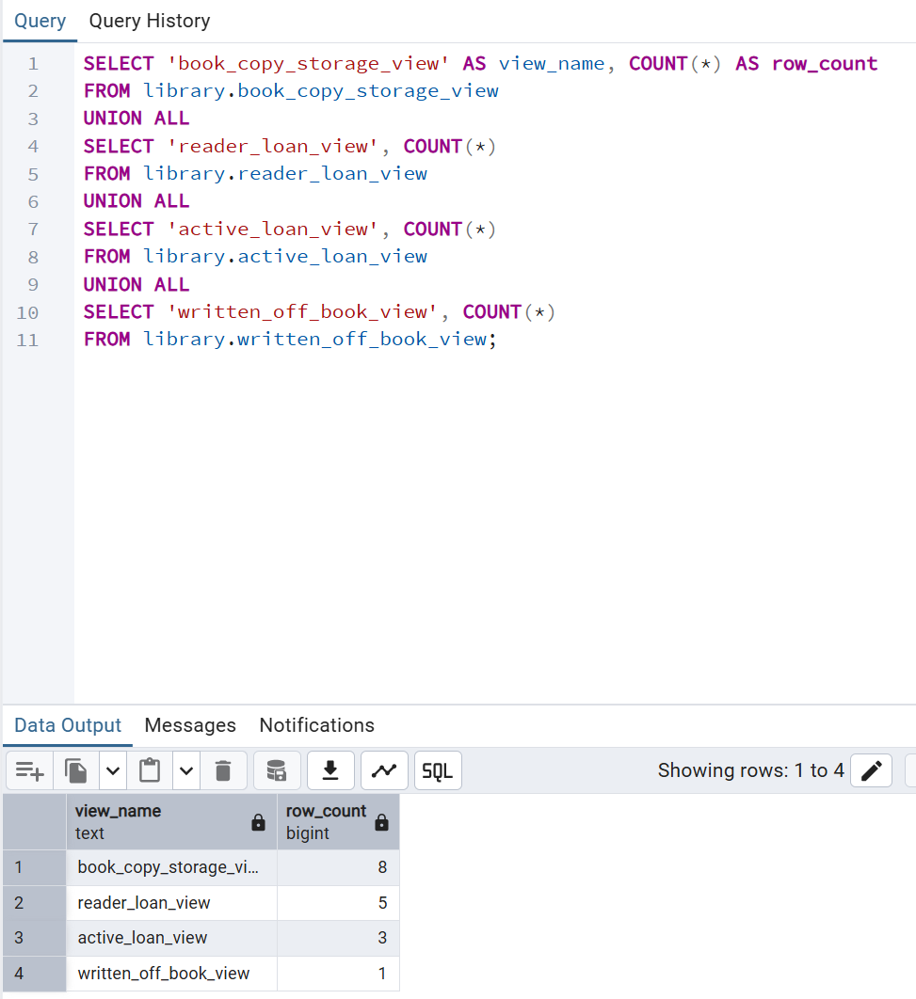 Query Query History
1 SELECT 'book_copy_storage_view' AS view_name, COUNT(*) AS row_count
2 FROM library.book_copy_storage_view
3 UNION ALL
4 SELECT 'reader_loan_view', COUNT(*)
5 FROM library.reader_loan_view
6 UNION ALL
7 SELECT 'active_loan_view', COUNT(*)
8 FROM library.active_loan_view
9 UNION ALL
10 SELECT 'written_off_book_view', COUNT(*)
11 FROM library.written_off_book_view;
Data Output Messages Notifications
SQL Showing rows: 1 to 4
view_name row_count
text bigint
1 book_copy_storage_vi... 8
2 reader_loan_view 5
3 active_loan_view 3
4 written_off_book_view 1